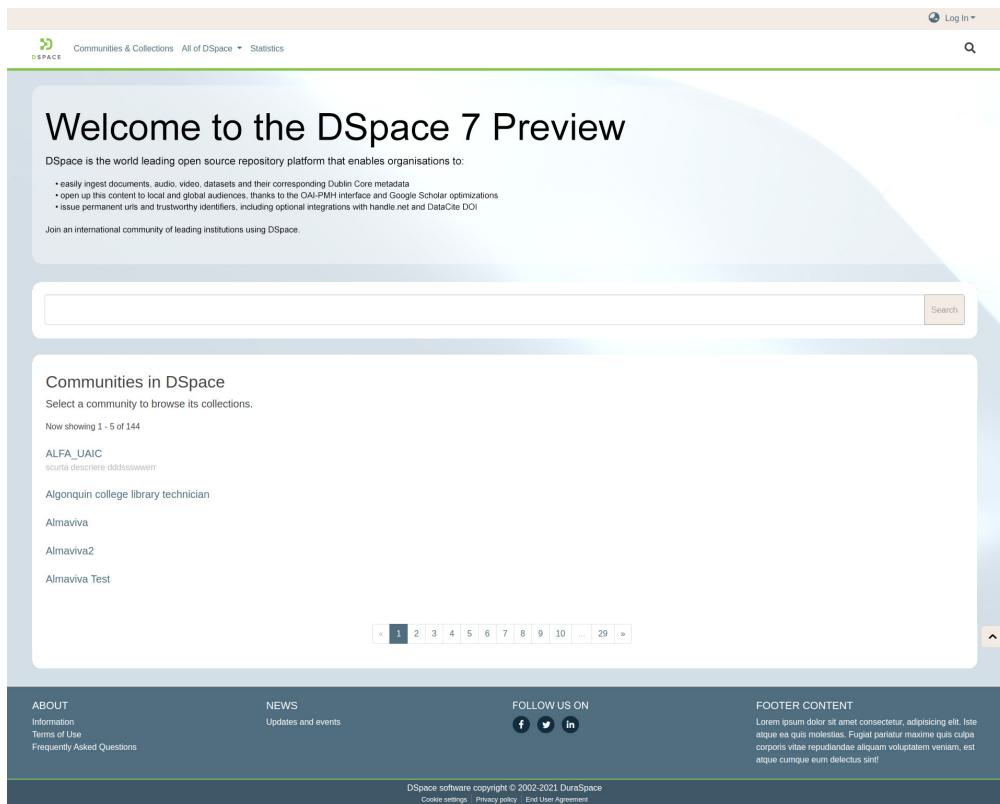 Log In
DSPACE
Communities & Collections All of DSpace Statistics
Welcome to the DSpace 7 Preview
DSpace is the world leading open source repository platform that enables organisations to:
• easily ingest documents, audio, video, datasets and their corresponding Dublin Core metadata
• open up this content to local and global audiences, thanks to the OAI-PMH interface and Google Scholar optimizations
• issue permanent urls and trustworthy identifiers, including optional integrations with handle.net and DataCite DOI
Join an international community of leading institutions using DSpace.
Search
Communities in DSpace
Select a community to browse its collections.
Now showing 1 - 5 of 144
ALFA_UAIC
scurta descriere dddssswwerr
Algonquin college library technician
Almaviva
Almaviva2
Almaviva Test
« 1 2 3 4 5 6 7 8 9 10 ... 29 »
ABOUT
Information
Terms of Use
Frequently Asked Questions
NEWS
Updates and events
FOLLOW US ON
FOOTER CONTENT
Lorem ipsum dolor sit amet consectetur, adipisicing elit. Iste
atque ea quis molestias. Fugiat pariatur maxime quis culpa
corporis vitae repudiandae aliquam voluptatem veniam, est
atque cumque eum delectus sint!
DSpace software copyright © 2002-2021 DuraSpace
Cookie settings | Privacy policy | End User Agreement